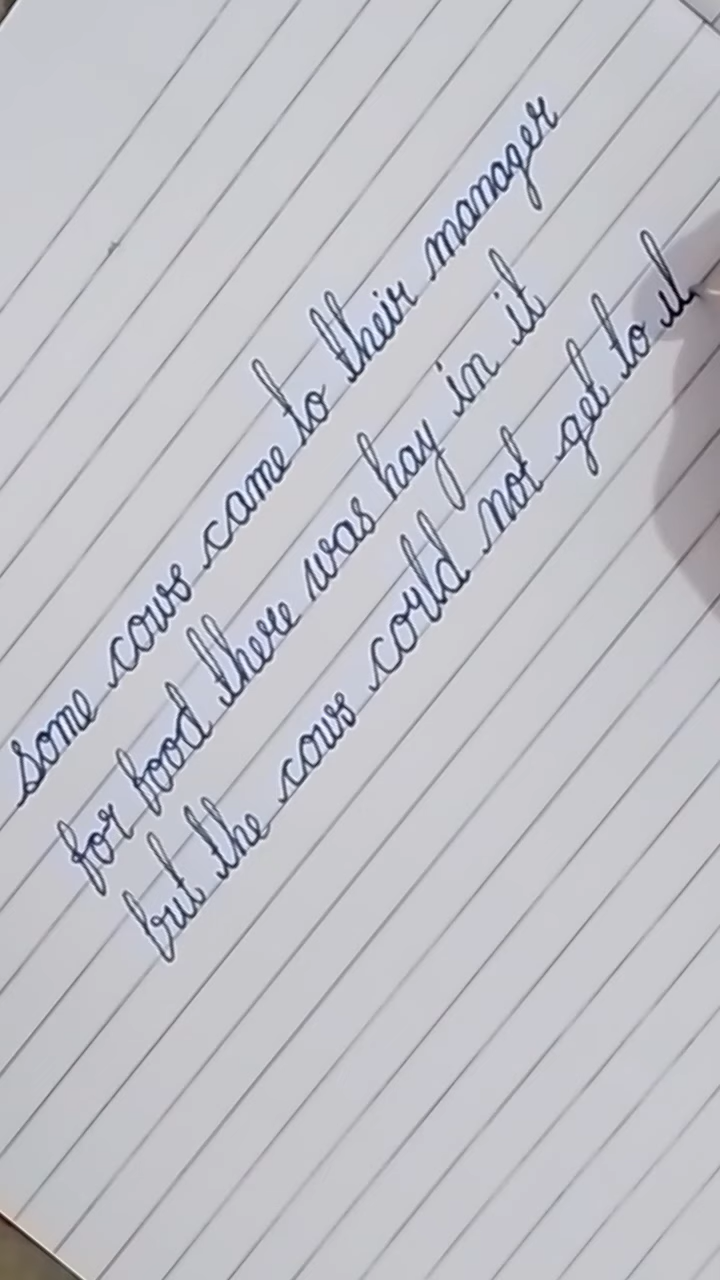 some cows came to their manager
for food there was hay in it
but the cows could not get to it